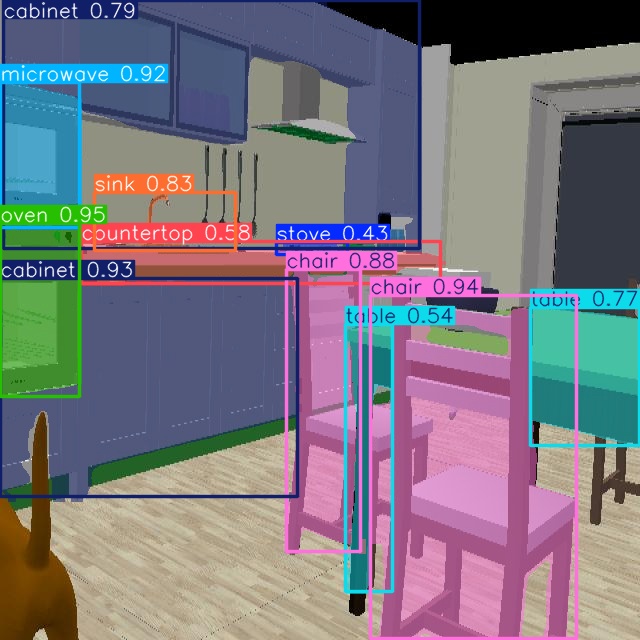 cabinet 0.79
microwave 0.92
sink 0.83
oven 0.95
countertop 0.58
stove 0.43
chair 0.88
cabinet 0.93
chair 0.94
table 0.77
table 0.54